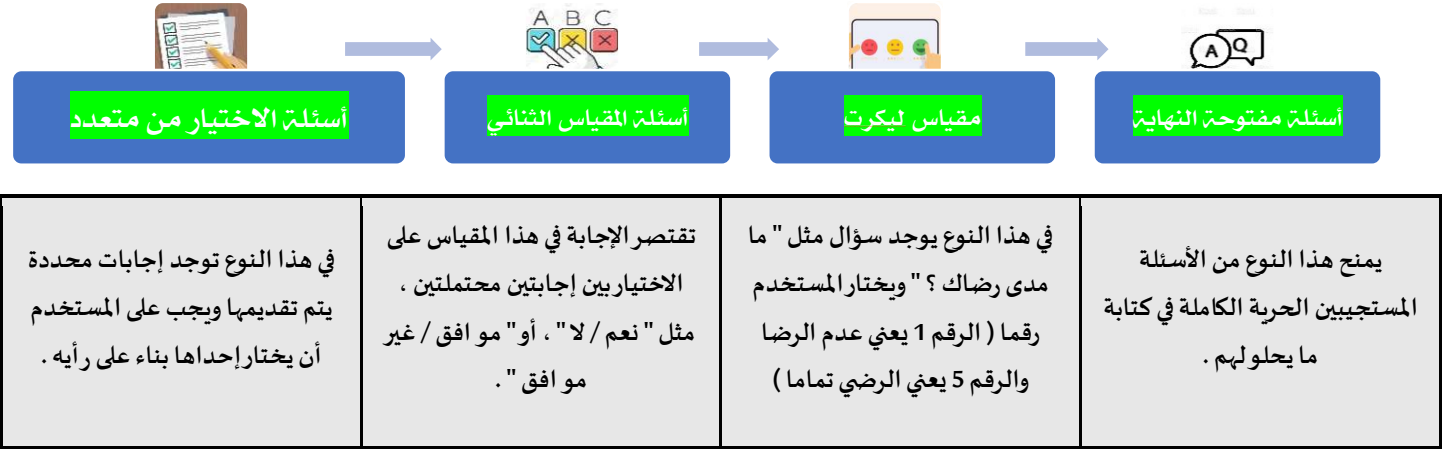 A B C
A Q
أسئلة مفتوحة النهاية
مقياس ليكرت
أسئلة المقياس الثنائي
أسئلة الاختيار من متعدد
يمنح هذا النوع من الأسئلة
المستجيبين الحرية الكاملة في كتابة
ما يحلو لهم .
في هذا النوع يوجد سؤال مثل " ما
مدى رضاك ؟ " ويختار المستخدم
رقما ( الرقم 1 يعني عدم الرضا
والرقم 5 يعني الرضي تماما )
تقتصر الإجابة في هذا المقياس على
الاختيار بين إجابتين محتملتين ،
مثل " نعم / لا " ، أو " موافق / غير
موافق " .
في هذا النوع توجد إجابات محددة
يتم تقديمها ويجب على المستخدم
أن يختار إحداها بناء على رأيه .